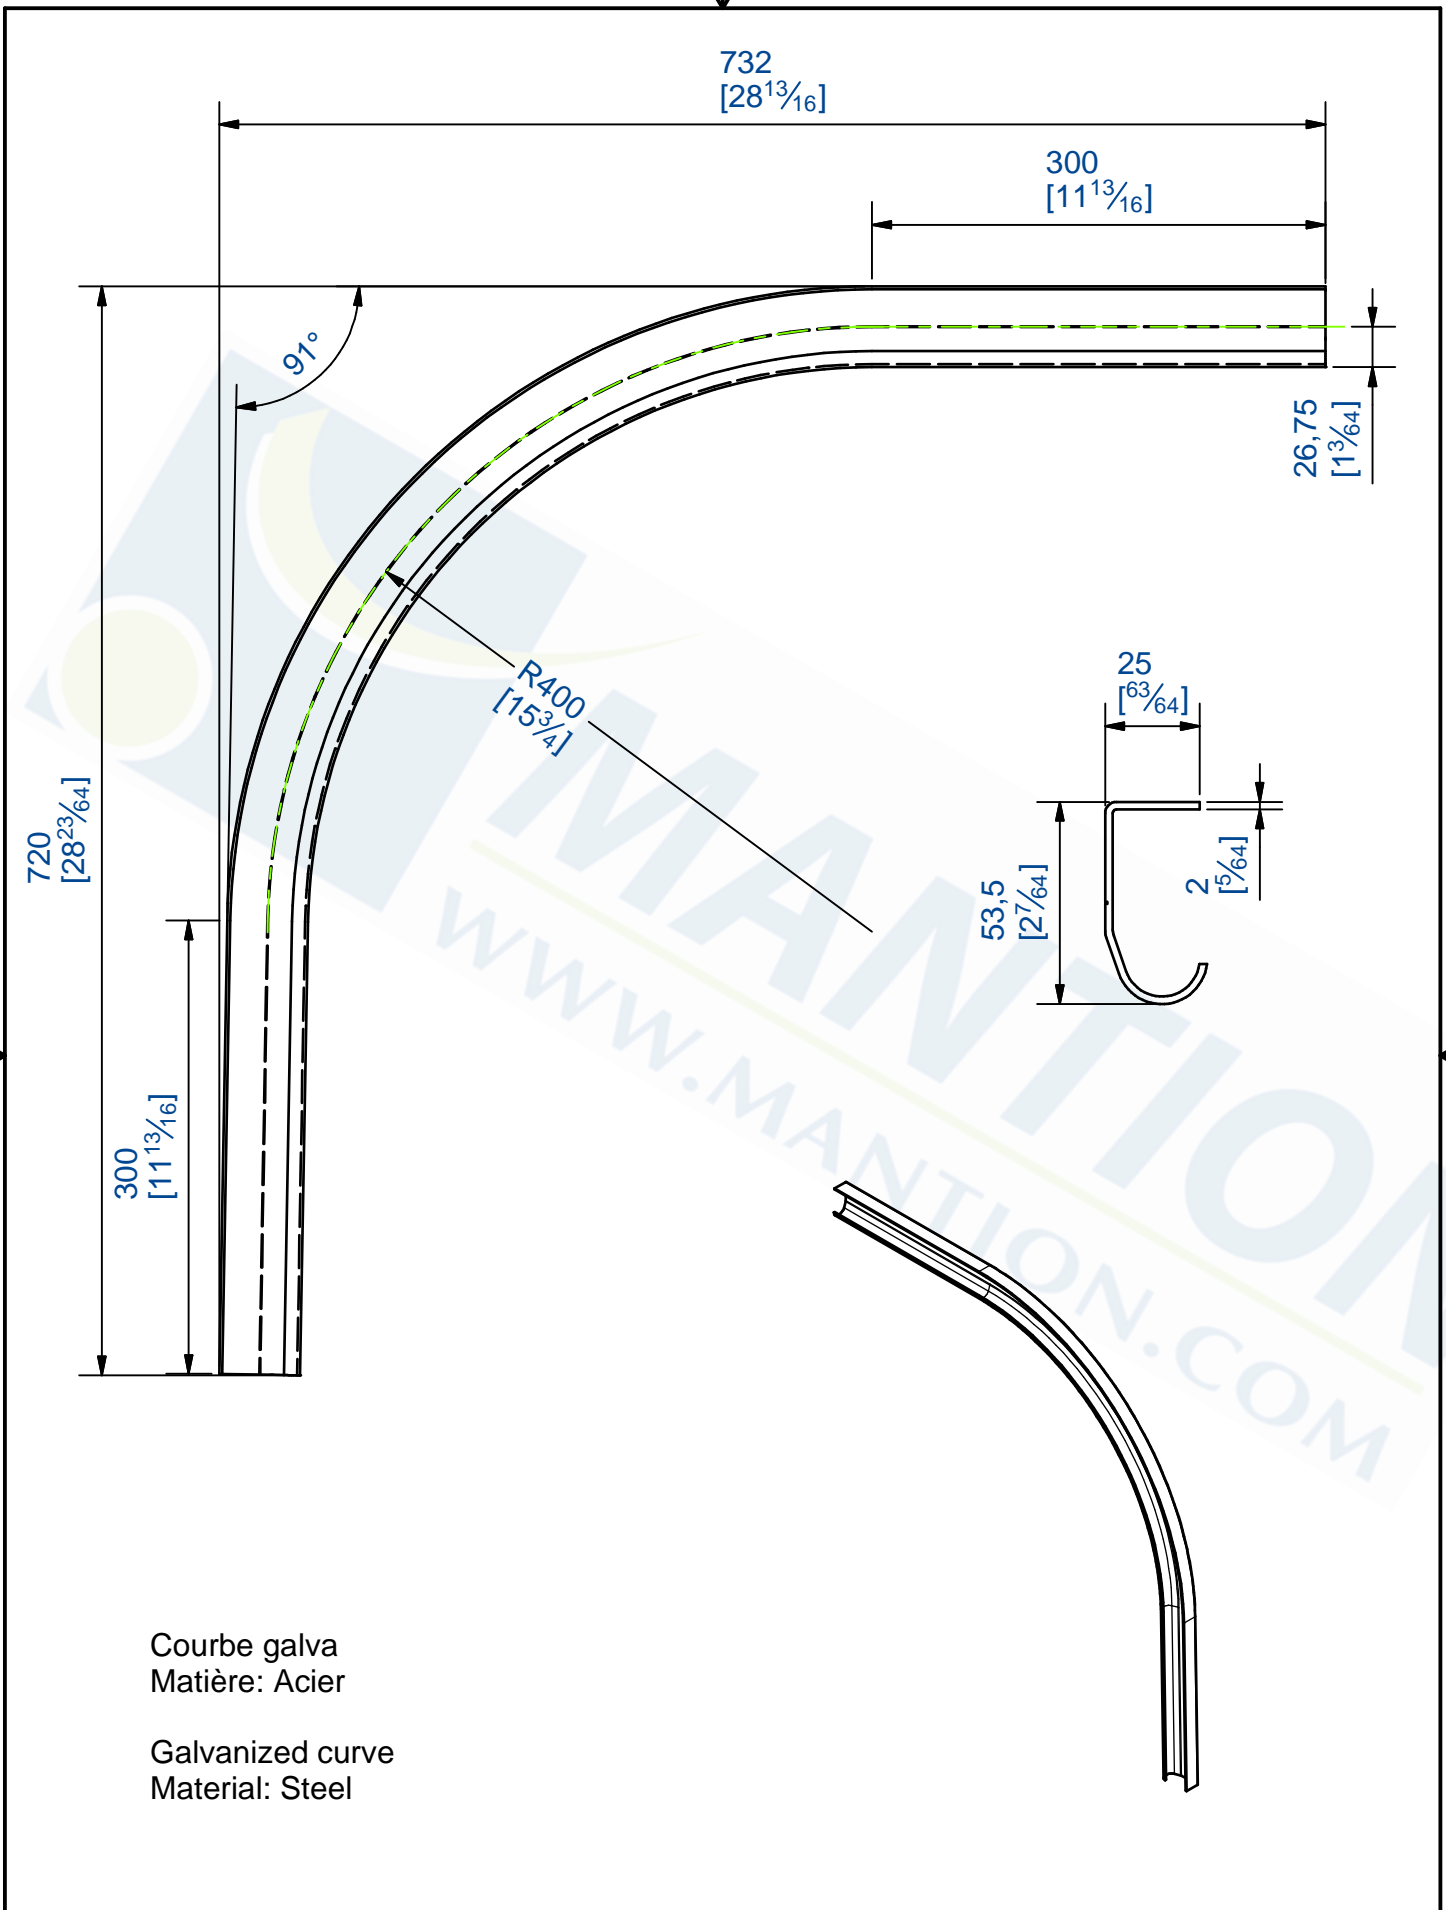 732
[28 13⁄16]
300
[11 13⁄16]
91°
26,75
[1 3⁄64]
R400
[15 3⁄4]
25
[63⁄64]
720
[28 23⁄64]
53,5
[2 7⁄64]
2
[5⁄64]
300
[11 13⁄16]
MANTION
WWW.MANTION.COM
Courbe galva
Matière: Acier
Galvanized curve
Material: Steel